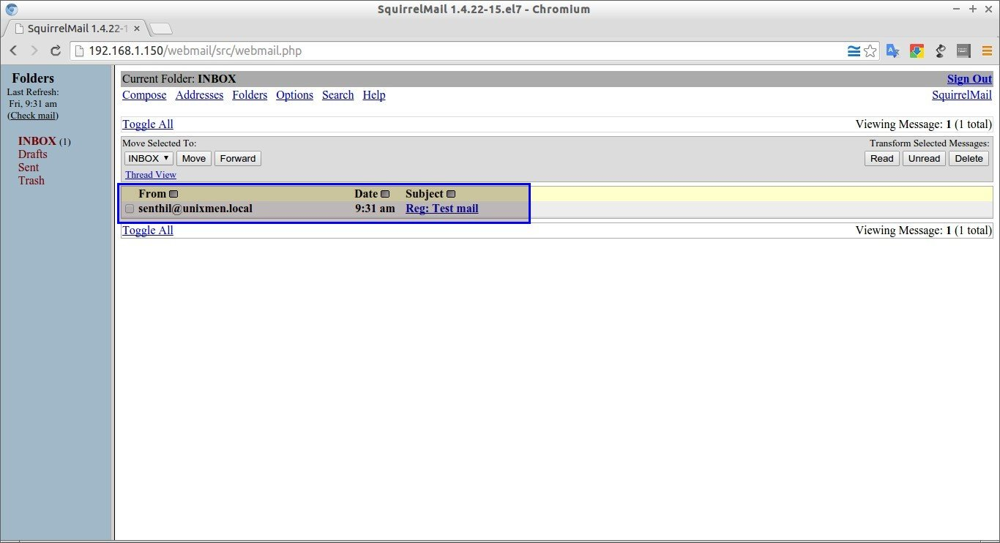 SquirrelMail 1.4.22-15.el7 - Chromium
SquirrelMail 1.4.22-1
192.168.1.150/webmail/src/webmail.php
Folders
Last Refresh:
Fri, 9:31 am
(Check mail)
INBOX (1)
Drafts
Sent
Trash
Current Folder: INBOX Sign Out
Compose Addresses Folders Options Search Help SquirrelMail
Toggle All Viewing Message: 1 (1 total)
Move Selected To: Transform Selected Messages:
INBOX Move Forward Read Unread Delete
Thread View
From Date Subject
senthil@unixmen.local 9:31 am Reg: Test mail
Toggle All Viewing Message: 1 (1 total)